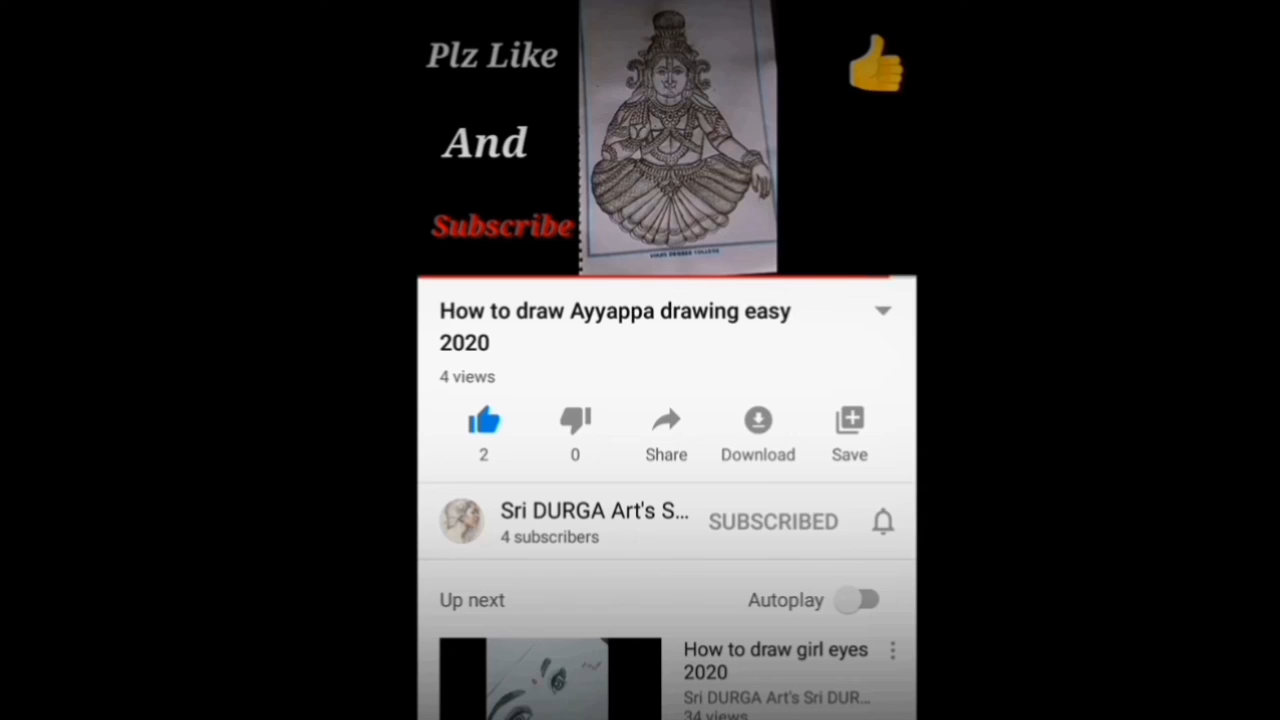 Plz Like
And
Subscribe
How to draw Ayyappa drawing easy
2020
4 views
2
0
Share
Download
Save
Sri DURGA Art's S...
SUBSCRIBED
4 subscribers
Up next
Autoplay
How to draw girl eyes
2020
Sri DURGA Art's Sri DUR...
34 views